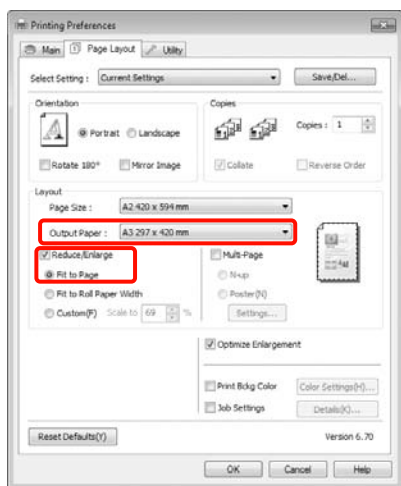 Printing Preferences
Main Page Layout Utility
Select Setting : Current Settings Save/Del...
Orientation Copies
Portrait Landscape Copies : 1
Rotate 180° Mirror Image Collate Reverse Order
Layout
Page Size : A2 420 x 594 mm
Output Paper : A3 297 x 420 mm
Reduce/Enlarge Multi-Page
Fit to Page N-up
Fit to Roll Paper Width Poster(N)
Custom(F) Scale to 69 % Settings...
Optimize Enlargement
Print Bckg Color Color Settings(H)...
Job Settings Details(K)...
Reset Defaults(Y) Version 6.70
OK Cancel Help